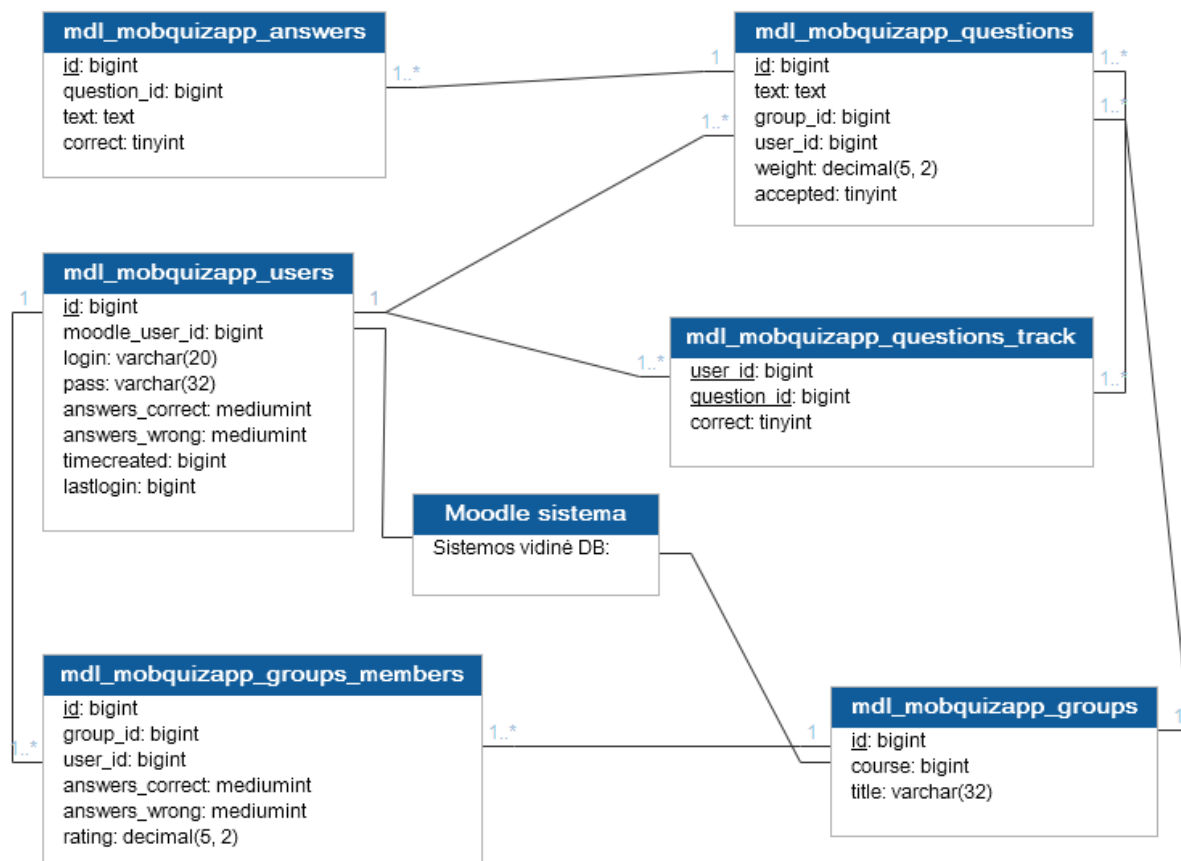 mdl_mobquizapp_answers
id: bigint
question_id: bigint
text: text
correct: tinyint
1..*
1
mdl_mobquizapp_questions
id: bigint
text: text
group_id: bigint
user_id: bigint
weight: decimal(5, 2)
accepted: tinyint
1..*
1..*
1..*
mdl_mobquizapp_users
id: bigint
moodle_user_id: bigint
login: varchar(20)
pass: varchar(32)
answers_correct: mediumint
answers_wrong: mediumint
timecreated: bigint
lastlogin: bigint
1
1
mdl_mobquizapp_questions_track
user_id: bigint
question_id: bigint
correct: tinyint
1..*
1..*
Moodle sistema
Sistemos vidinė DB:
mdl_mobquizapp_groups_members
id: bigint
group_id: bigint
user_id: bigint
answers_correct: mediumint
answers_wrong: mediumint
rating: decimal(5, 2)
1..*
1..*
1
mdl_mobquizapp_groups
id: bigint
course: bigint
title: varchar(32)
1